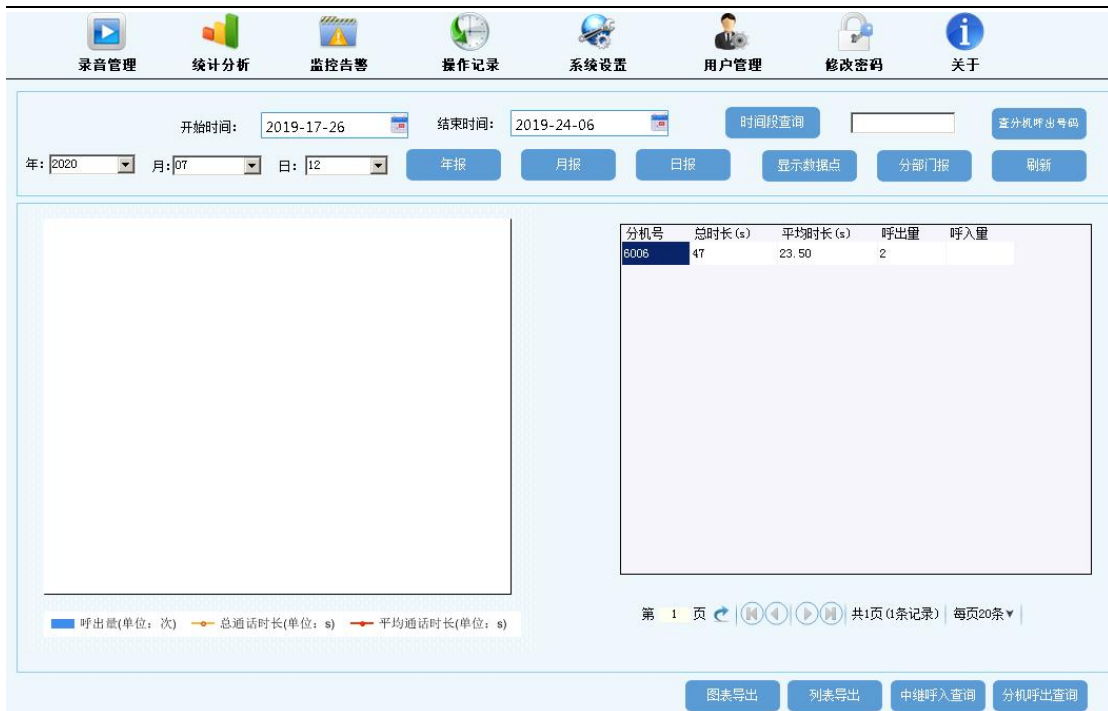 录音管理 统计分析 监控告警 操作记录 系统设置 用户管理 修改密码 关于
开始时间： 2019-17-26 结束时间： 2019-24-06 时间段查询 查分机呼出号码
年： 2020 月： 07 日： 12 年报 月报 日报 显示数据点 分部门报 刷新
分机号 总时长(s) 平均时长(s) 呼出量 呼入量
6006 47 23.50 2
第 1 页 共1页(1条记录) 每页20条
呼出量(单位：次) 总通话时长(单位：s) 平均通话时长(单位：s)
图表导出 列表导出 中继呼入查询 分机呼出查询